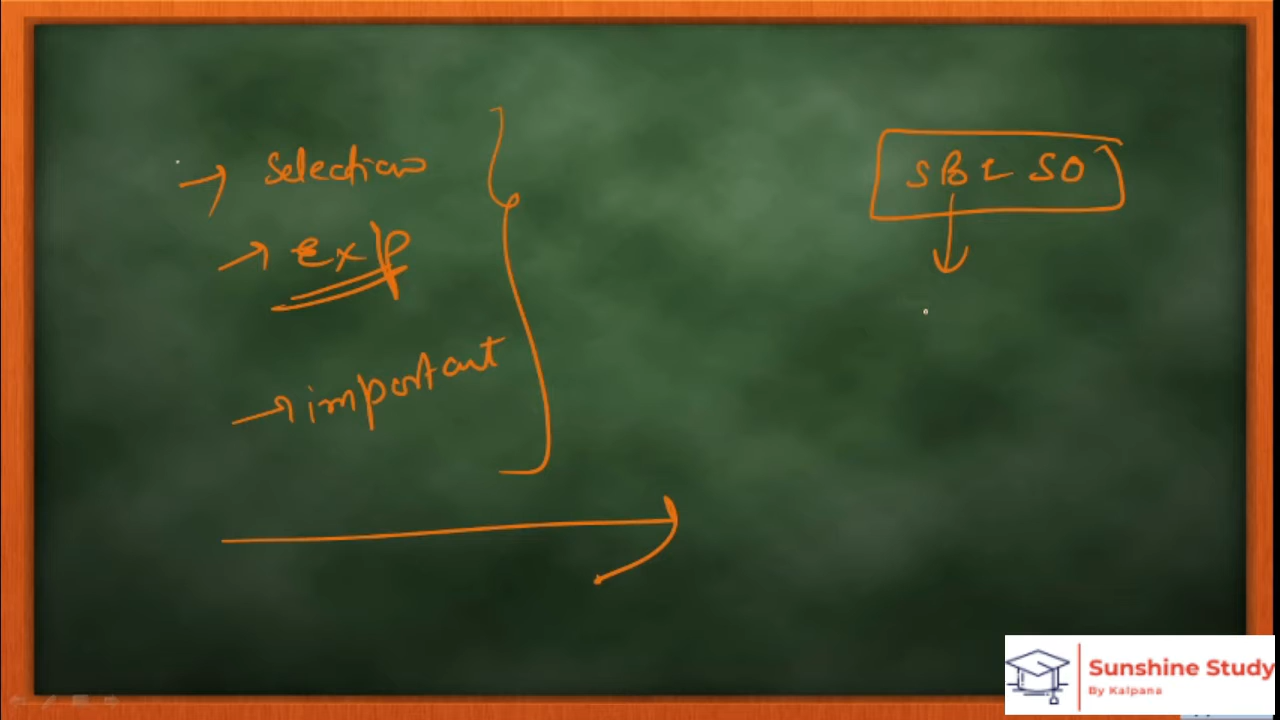 → Selection
→ exp
→ important
SBI SO
Sunshine Study
By Kalpana